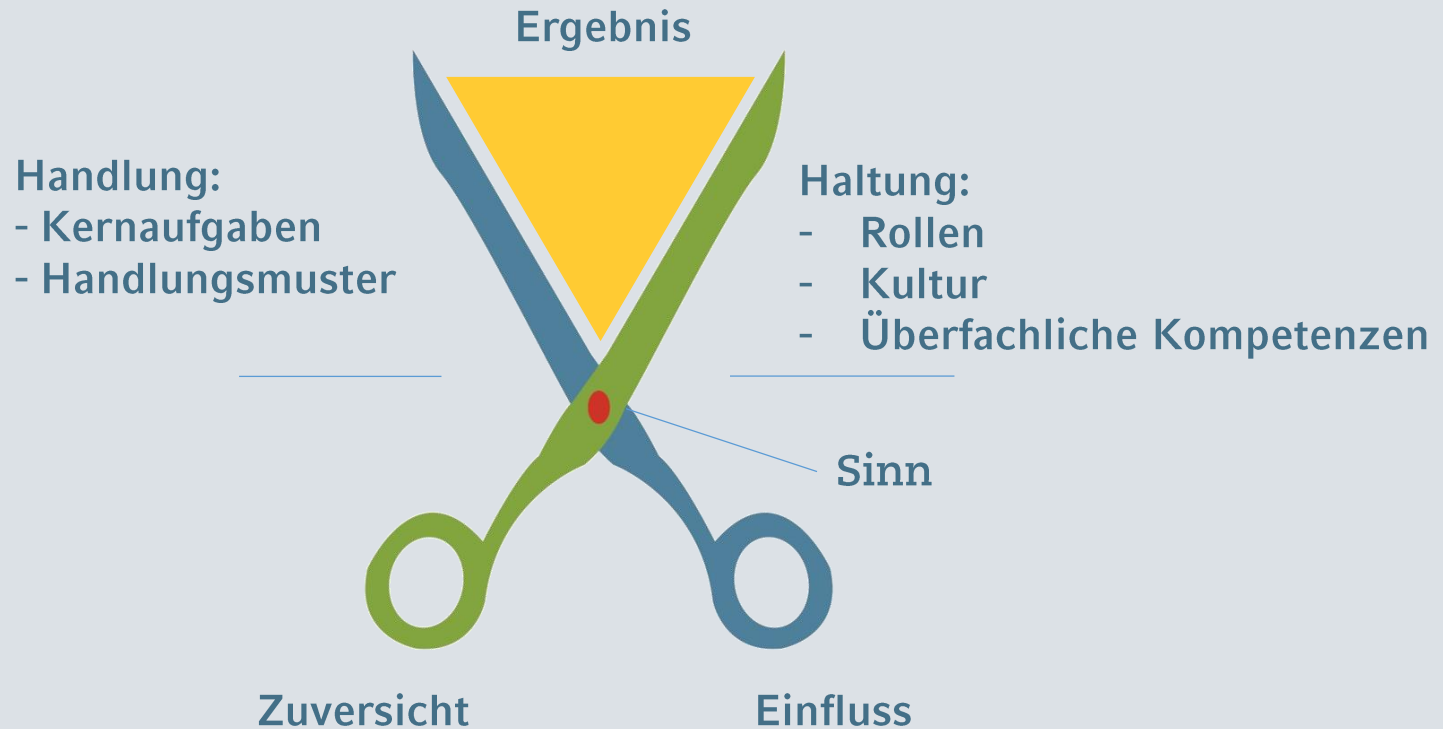 Ergebnis
Handlung:
- Kernaufgaben
- Handlungsmuster
Haltung:
- Rollen
- Kultur
- Überfachliche Kompetenzen
Sinn
Zuversicht
Einfluss